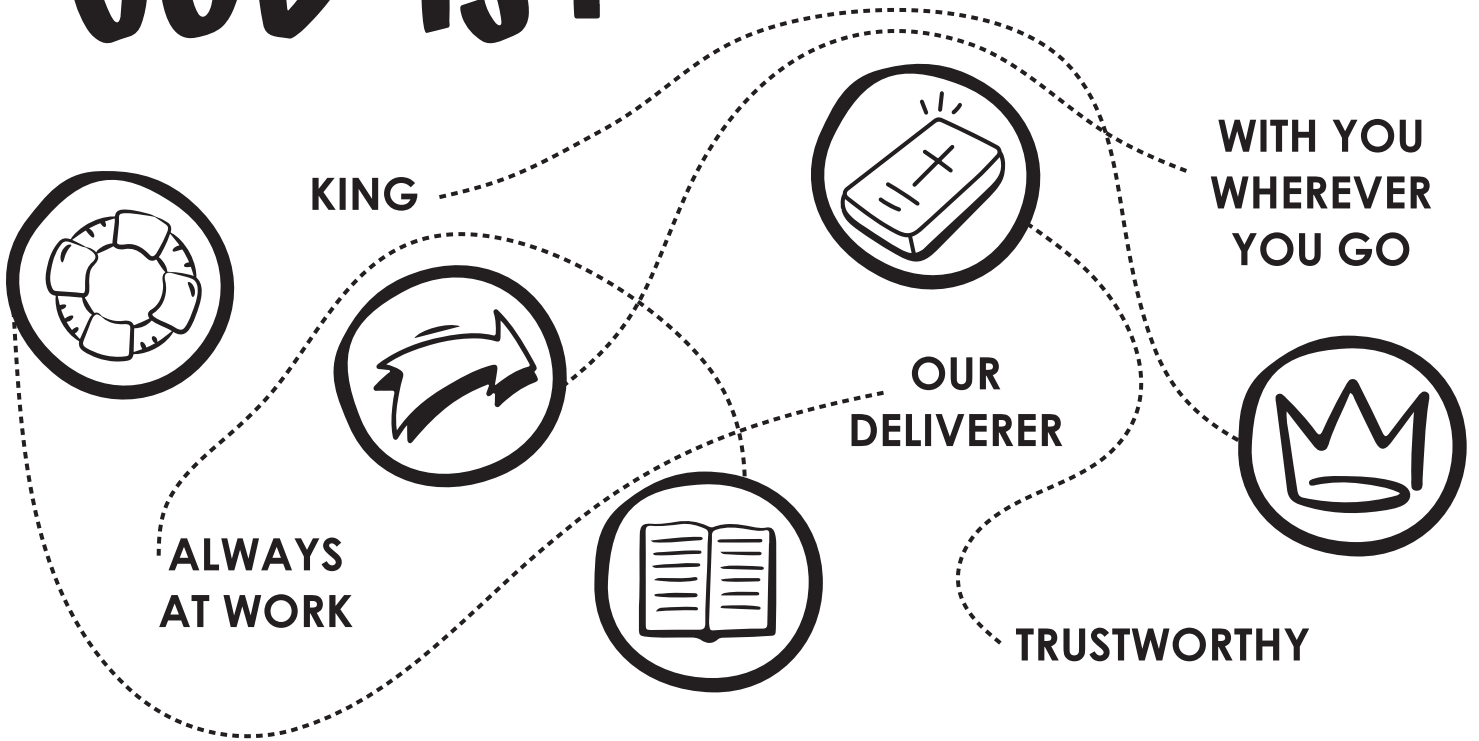 KING
WITH YOU
WHEREVER
YOU GO
OUR
DELIVERER
ALWAYS
AT WORK
TRUSTWORTHY